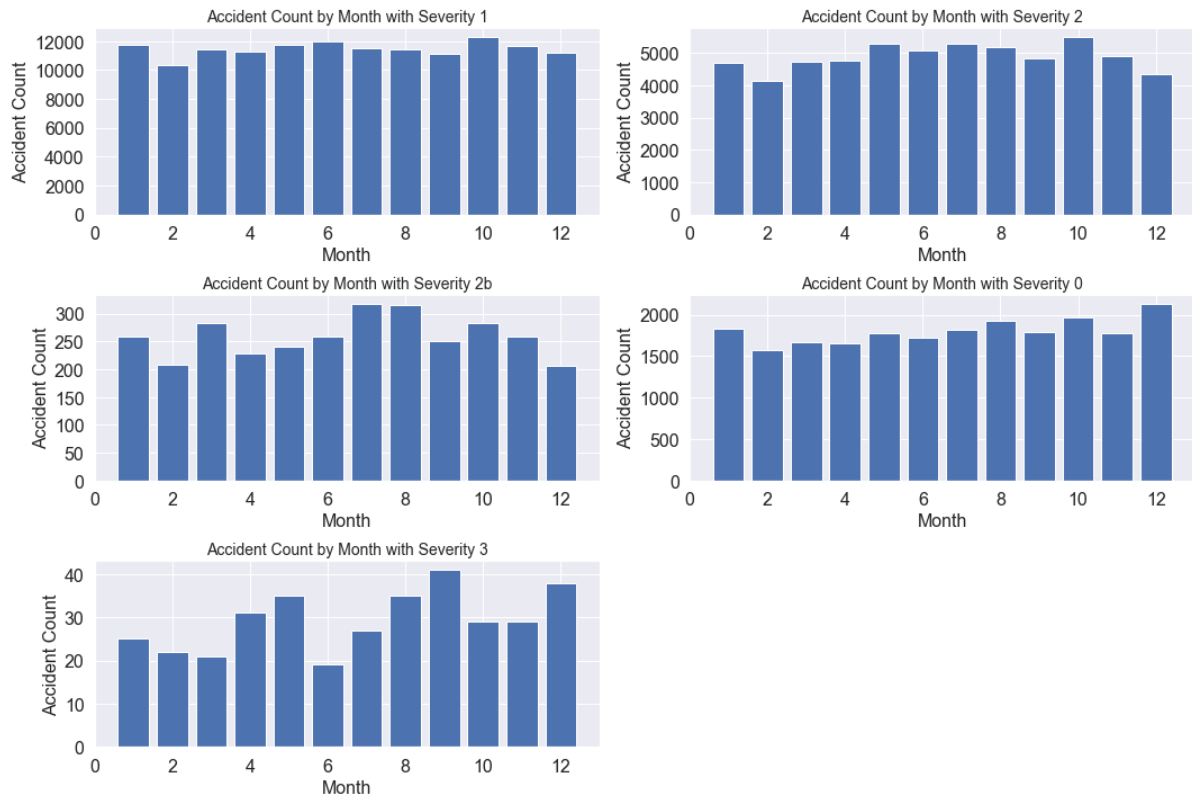 Accident Count by Month with Severity 1
Accident Count
12000
10000
8000
6000
4000
2000
0
0 2 4 6 8 10 12
Month
Accident Count by Month with Severity 2
Accident Count
5000
4000
3000
2000
1000
0
0 2 4 6 8 10 12
Month
Accident Count by Month with Severity 2b
Accident Count
300
250
200
150
100
50
0
0 2 4 6 8 10 12
Month
Accident Count by Month with Severity 0
Accident Count
2000
1500
1000
500
0
0 2 4 6 8 10 12
Month
Accident Count by Month with Severity 3
Accident Count
40
30
20
10
0
0 2 4 6 8 10 12
Month